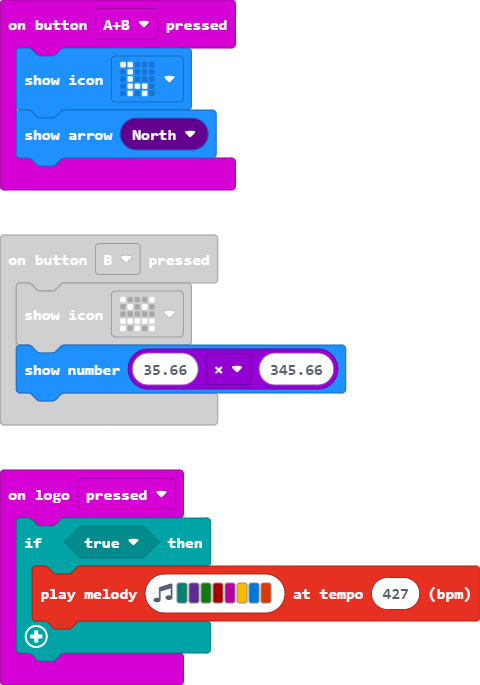 on button A+B pressed
show icon
show arrow North
on button B pressed
show icon
show number 35.66 × 345.66
on logo pressed
if true then
play melody at tempo 427 (bpm)